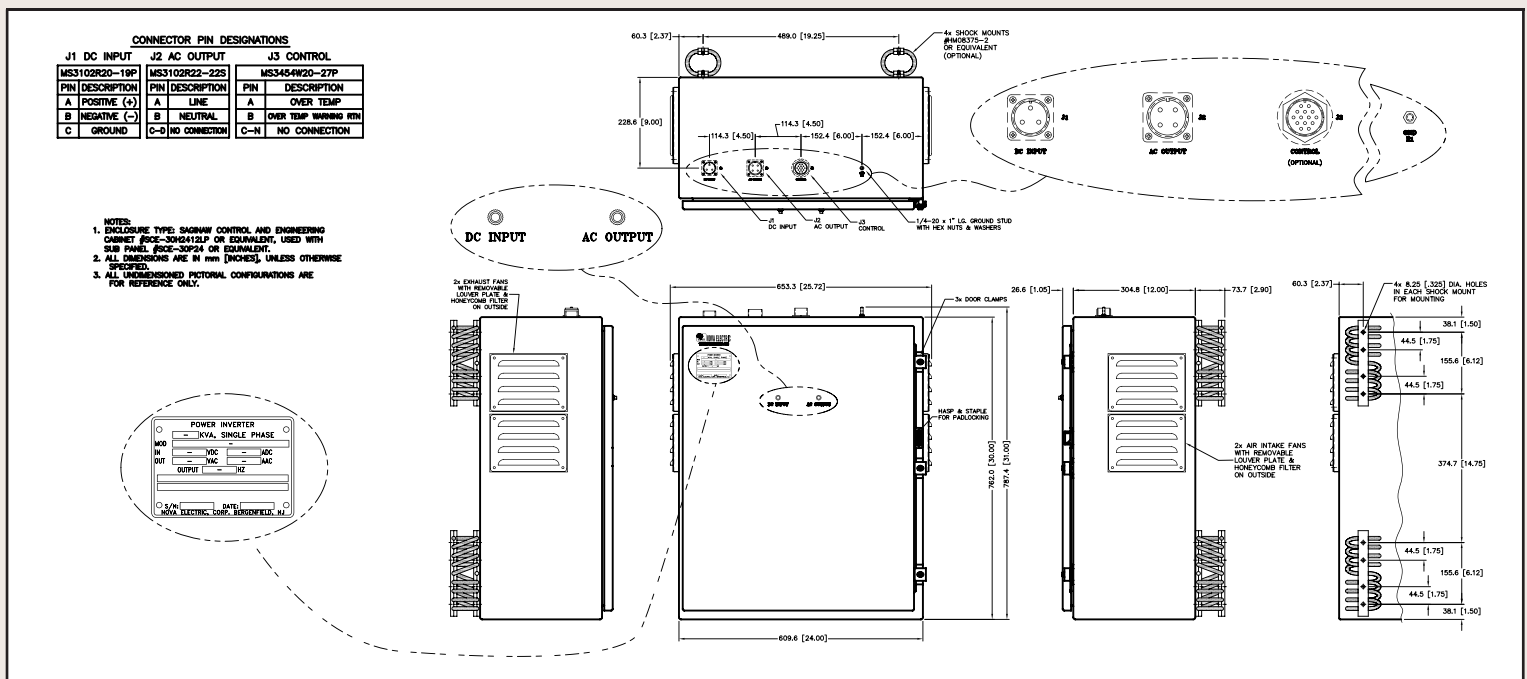 CONNECTOR PIN DESIGNATIONS
J1 DC INPUT
MS3102R20-19P
PIN DESCRIPTION
A POSITIVE (+)
B NEGATIVE (-)
C GROUND
J2 AC OUTPUT
MS3102R22-22S
PIN DESCRIPTION
A LINE
B NEUTRAL
C-D NO CONNECTION
J3 CONTROL
MS3454W20-27P
PIN DESCRIPTION
A OVER TEMP
B OVER TEMP WARNING RTN
C-N NO CONNECTION
60.3 [2.37]
489.0 [19.25]
4x SHOCK MOUNTS
#HM08375-2
OR EQUIVALENT
(OPTIONAL)
228.6 [9.00]
114.3 [4.50]
114.3 [4.50]
152.4 [6.00]
152.4 [6.00]
J1
DC INPUT
J2
AC OUTPUT
J3
CONTROL
1/4-20 x 1" LG. GROUND STUD
WITH HEX NUTS & WASHERS
J1
DC INPUT
J2
AC OUTPUT
CONTROL
(OPTIONAL)
NOTES:
1. ENCLOSURE TYPE: SAGINAW CONTROL AND ENGINEERING
CABINET #SCE-30H2412LP OR EQUIVALENT, USED WITH
SUB PANEL #SCE-30P24 OR EQUIVALENT.
2. ALL DIMENSIONS ARE IN mm [INCHES], UNLESS OTHERWISE
SPECIFIED.
3. ALL UNDIMENSIONED PICTORIAL CONFIGURATIONS ARE
FOR REFERENCE ONLY.
DC INPUT
AC OUTPUT
2x EXHAUST FANS
WITH REMOVABLE
LOUVER PLATE &
HONEYCOMB FILTER
ON OUTSIDE
653.3 [25.72]
3x DOOR CLAMPS
NOVA ELECTRIC
DC INPUT
AC OUTPUT
HASP & STAPLE
FOR PADLOCKING
762.0 [30.00]
787.4 [31.00]
609.6 [24.00]
26.6 [1.05]
304.8 [12.00]
73.7 [2.90]
2x AIR INTAKE FANS
WITH REMOVABLE
LOUVER PLATE &
HONEYCOMB FILTER
ON OUTSIDE
60.3 [2.37]
4x 8.25 [.325] DIA. HOLES
IN EACH SHOCK MOUNT
FOR MOUNTING
38.1 [1.50]
44.5 [1.75]
155.6 [6.12]
44.5 [1.75]
374.7 [14.75]
44.5 [1.75]
155.6 [6.12]
44.5 [1.75]
38.1 [1.50]
POWER INVERTER
- KVA, SINGLE PHASE
MOD -
IN - VDC - ADC
OUT - VAC - AAC
OUTPUT - HZ
S/N: DATE:
NOVA ELECTRIC, CORP. BERGENFIELD, NJ